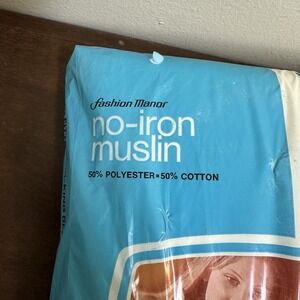 Fashion Manor
no-iron
muslin
50% POLYESTER • 50% COTTON